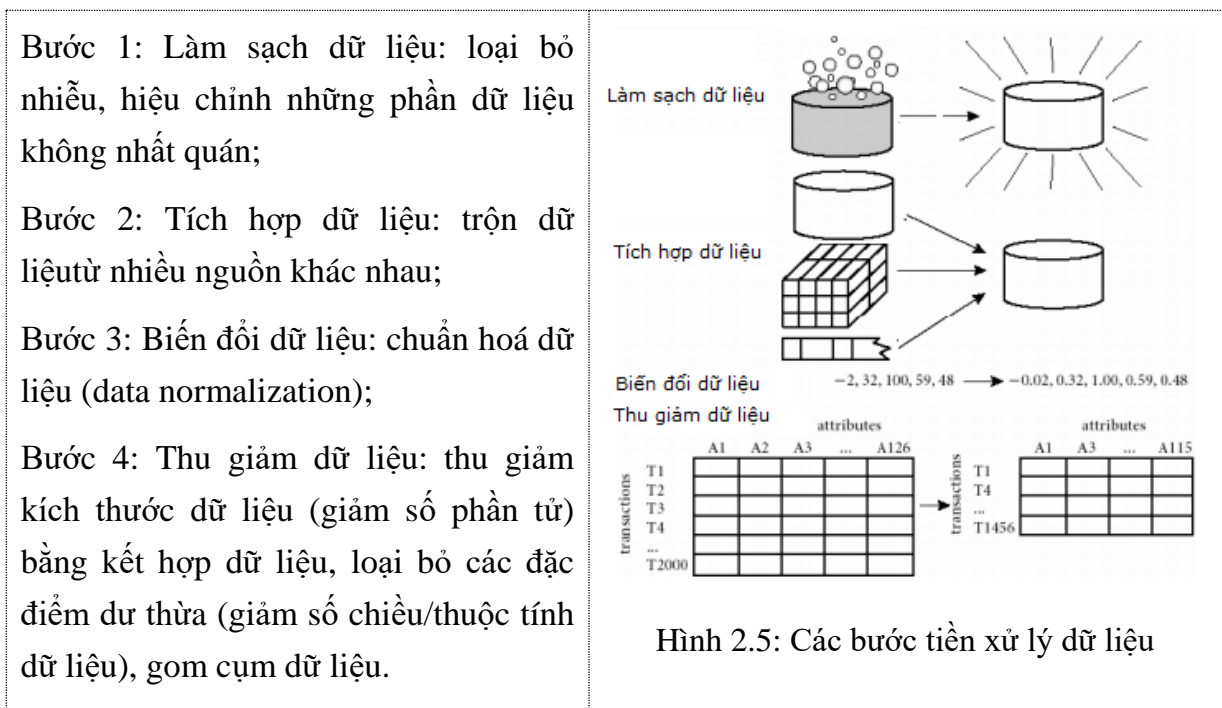 Bước 1: Làm sạch dữ liệu: loại bỏ
nhiễu, hiệu chỉnh những phần dữ liệu
không nhất quán;
Bước 2: Tích hợp dữ liệu: trộn dữ
liệutừ nhiều nguồn khác nhau;
Bước 3: Biến đổi dữ liệu: chuẩn hoá dữ
liệu (data normalization);
Bước 4: Thu giảm dữ liệu: thu giảm
kích thước dữ liệu (giảm số phần tử)
bằng kết hợp dữ liệu, loại bỏ các đặc
điểm dư thừa (giảm số chiều/thuộc tính
dữ liệu), gom cụm dữ liệu.
Làm sạch dữ liệu
Tích hợp dữ liệu
Biến đổi dữ liệu −2, 32, 100, 59, 48 −0.02, 0.32, 1.00, 0.59, 0.48
Thu giảm dữ liệu
attributes
A1 A2 A3 ... A126
transactions
T1
T2
T3
T4
...
T2000
attributes
A1 A3 ... A115
transactions
T1
T4
...
T1456
Hình 2.5: Các bước tiền xử lý dữ liệu